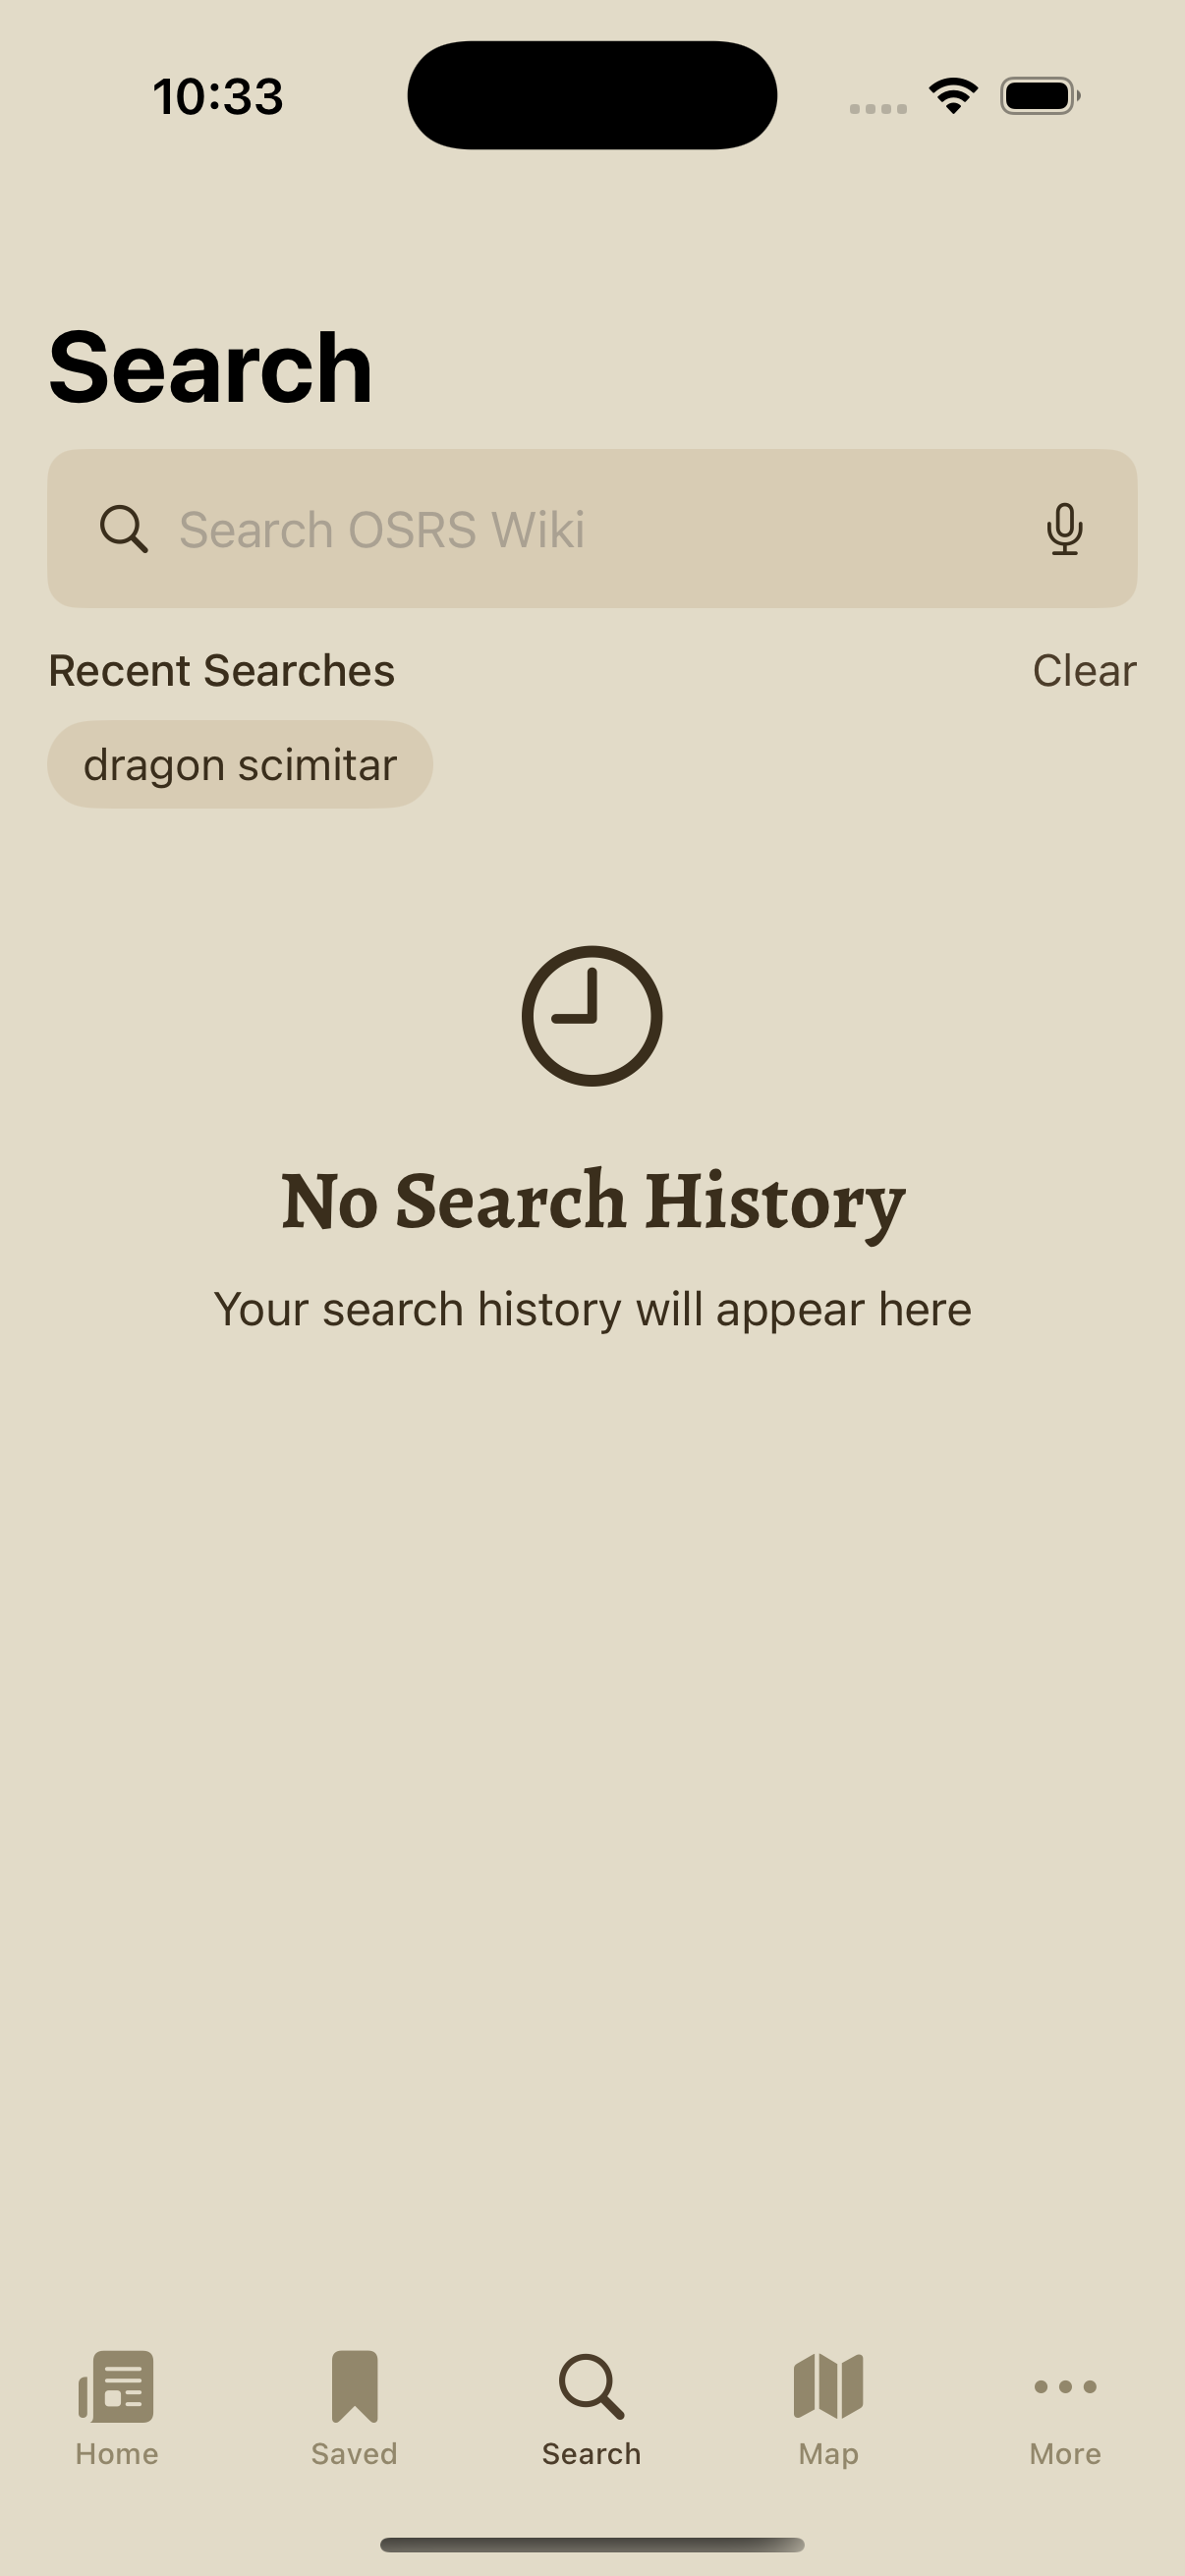 10:33
Search
Search OSRS Wiki
Recent Searches
Clear
dragon scimitar
No Search History
Your search history will appear here
Home
Saved
Search
Map
More